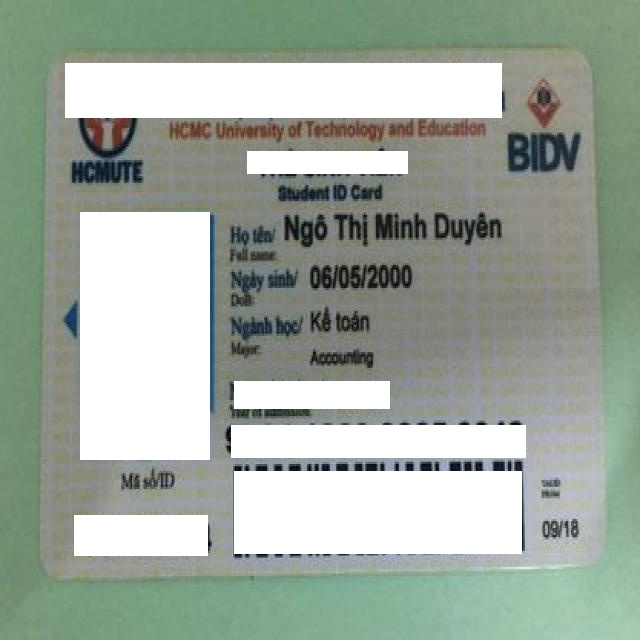 HCMC University of Technology and Education
HCMUTE
BIDV
Student ID Card
Họ tên/ Ngô Thị Minh Duyên
Full name:
Ngày sinh/ 06/05/2000
DoB:
Ngành học/ Kế toán
Major: Accounting
Year of admission:
Mã số/ID
VALID
FROM
09/18